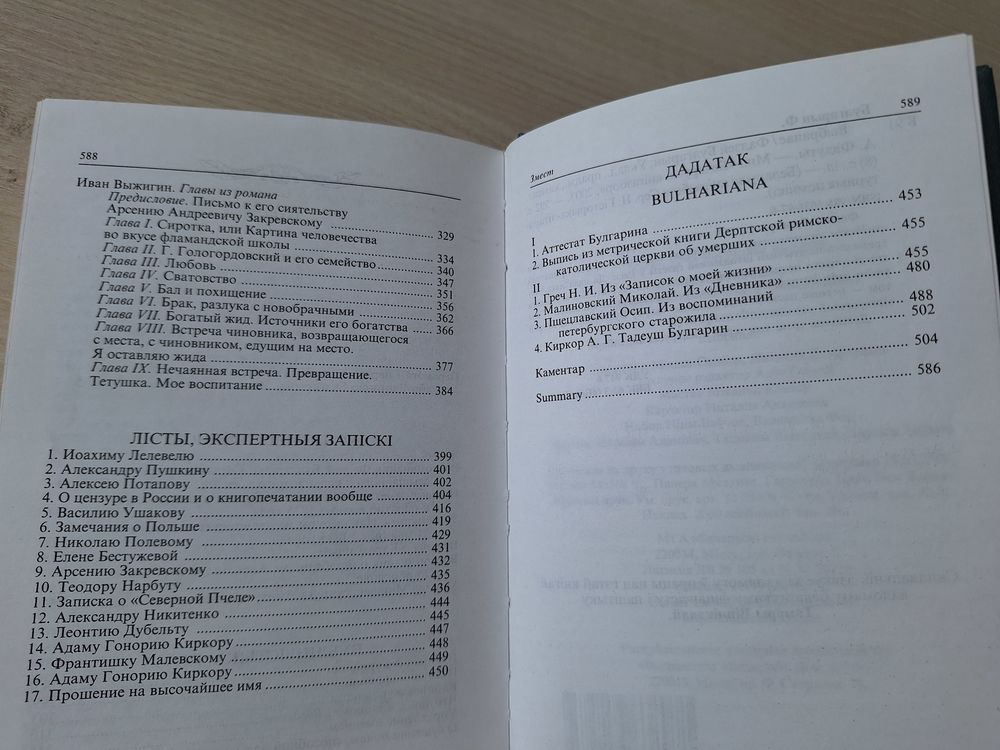 588
Иван Выжигин. Главы из романа
Предисловие. Письмо к его сиятельству
Арсению Андреевичу Закревскому ... 329
Глава I. Сиротка, или Картина человечества
во вкусе фламандской школы ... 334
Глава II. Г. Гологордовский и его семейство ... 340
Глава III. Любовь ... 347
Глава IV. Сватовство ... 351
Глава V. Бал и похищение ... 356
Глава VI. Брак, разлука с новобрачными ... 362
Глава VII. Богатый жид. Источники его богатства ... 366
Глава VIII. Встреча чиновника, возвращающегося
с места, с чиновником, едущим на место.
Я оставляю жида ... 377
Глава IX. Нечаянная встреча. Превращение.
Тетушка. Мое воспитание ... 384
ЛІСТЫ, ЭКСПЕРТНЫЯ ЗАПІСКІ
1. Иоахиму Лелевелю ... 399
2. Александру Пушкину ... 401
3. Алексею Потапову ... 402
4. О цензуре в России и о книгопечатании вообще ... 404
5. Василию Ушакову ... 416
6. Замечания о Польше ... 419
7. Николаю Полевому ... 429
8. Елене Бестужевой ... 431
9. Арсению Закревскому ... 432
10. Теодору Нарбуту ... 435
11. Записка о «Северной Пчеле» ... 436
12. Александру Никитенко ... 444
13. Леонтию Дубельту ... 445
14. Адаму Гонорию Киркору ... 447
15. Франтишку Малевскому ... 448
16. Адаму Гонорию Киркору ... 449
17. Прошение на высочайшее имя ... 450
Змест
589
ДАДАТАК
BULHARIANA
I
1. Аттестат Булгарина ... 453
2. Выпись из метрической книги Дерптской римско-
католической церкви об умерших ... 455
II
1. Греч Н. И. Из «Записок о моей жизни» ... 455
2. Малиновский Миколай. Из «Дневника» ... 480
3. Пшецлавский Осип. Из воспоминаний
петербургского старожила ... 488
4. Киркор А. Г. Тадеуш Булгарин ... 502
Каментар ... 504
Summary ... 586